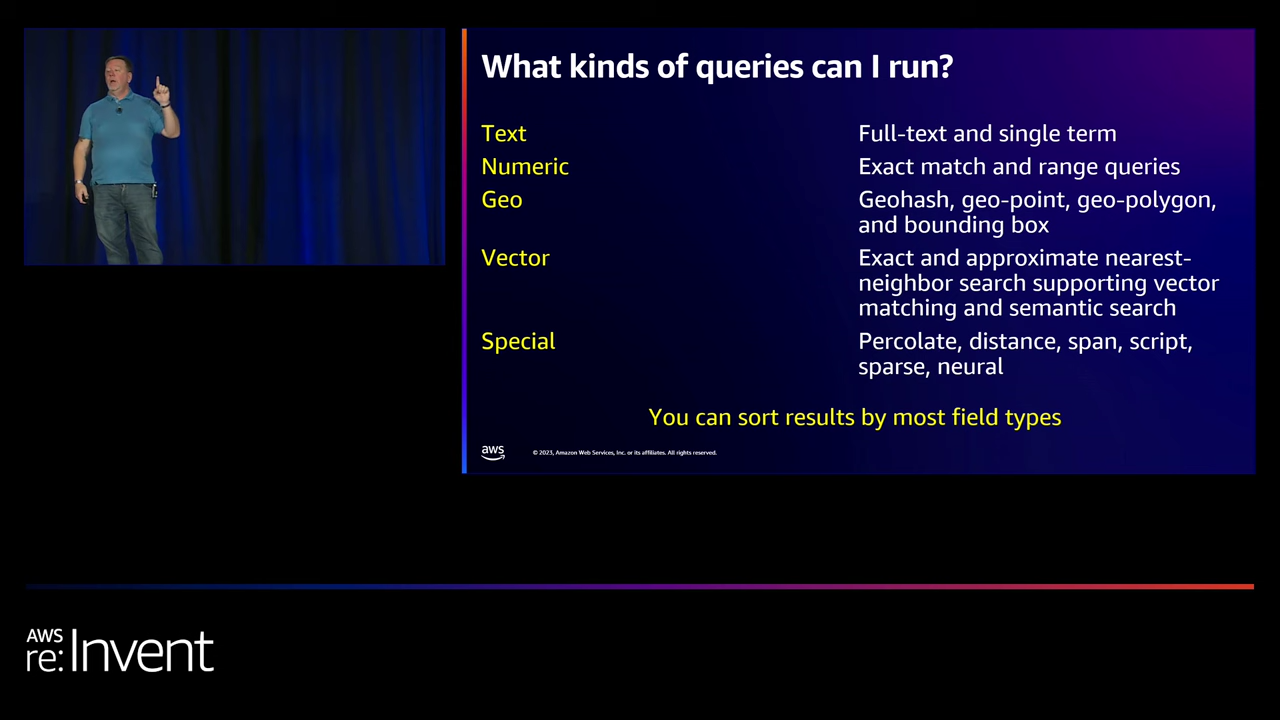 What kinds of queries can I run?
Text
Full-text and single term
Numeric
Exact match and range queries
Geo
Geohash, geo-point, geo-polygon,
and bounding box
Vector
Exact and approximate nearest-
neighbor search supporting vector
matching and semantic search
Special
Percolate, distance, span, script,
sparse, neural
You can sort results by most field types
aws
© 2023, Amazon Web Services, Inc. or its affiliates. All rights reserved.
AWS
re:Invent